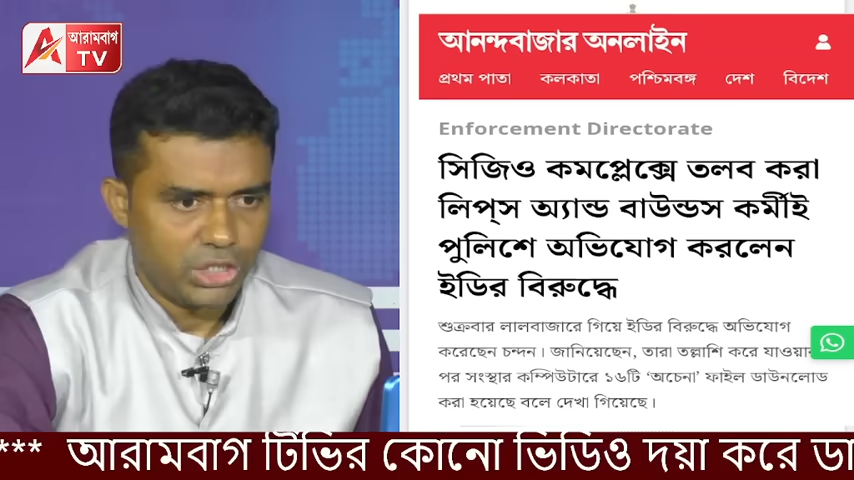 আরামবাগ
TV
আনন্দবাজার অনলাইন
প্রথম পাতা কলকাতা পশ্চিমবঙ্গ দেশ বিদেশ
Enforcement Directorate
সিজিও কমপ্লেক্সে তলব করা
লিপ্‌স অ্যান্ড বাউন্ডস কর্মীই
পুলিশে অভিযোগ করলেন
ইডির বিরুদ্ধে
শুক্রবার লালবাজারে গিয়ে ইডির বিরুদ্ধে অভিযোগ
করেছেন চন্দন। জানিয়েছেন, তারা তল্লাশি করে যাওয়ার
পর সংস্থার কম্পিউটারে ১৬টি ‘অচেনা’ ফাইল ডাউনলোড
করা হয়েছে বলে দেখা গিয়েছে।
*** আরামবাগ টিভির কোনো ভিডিও দয়া করে ডা